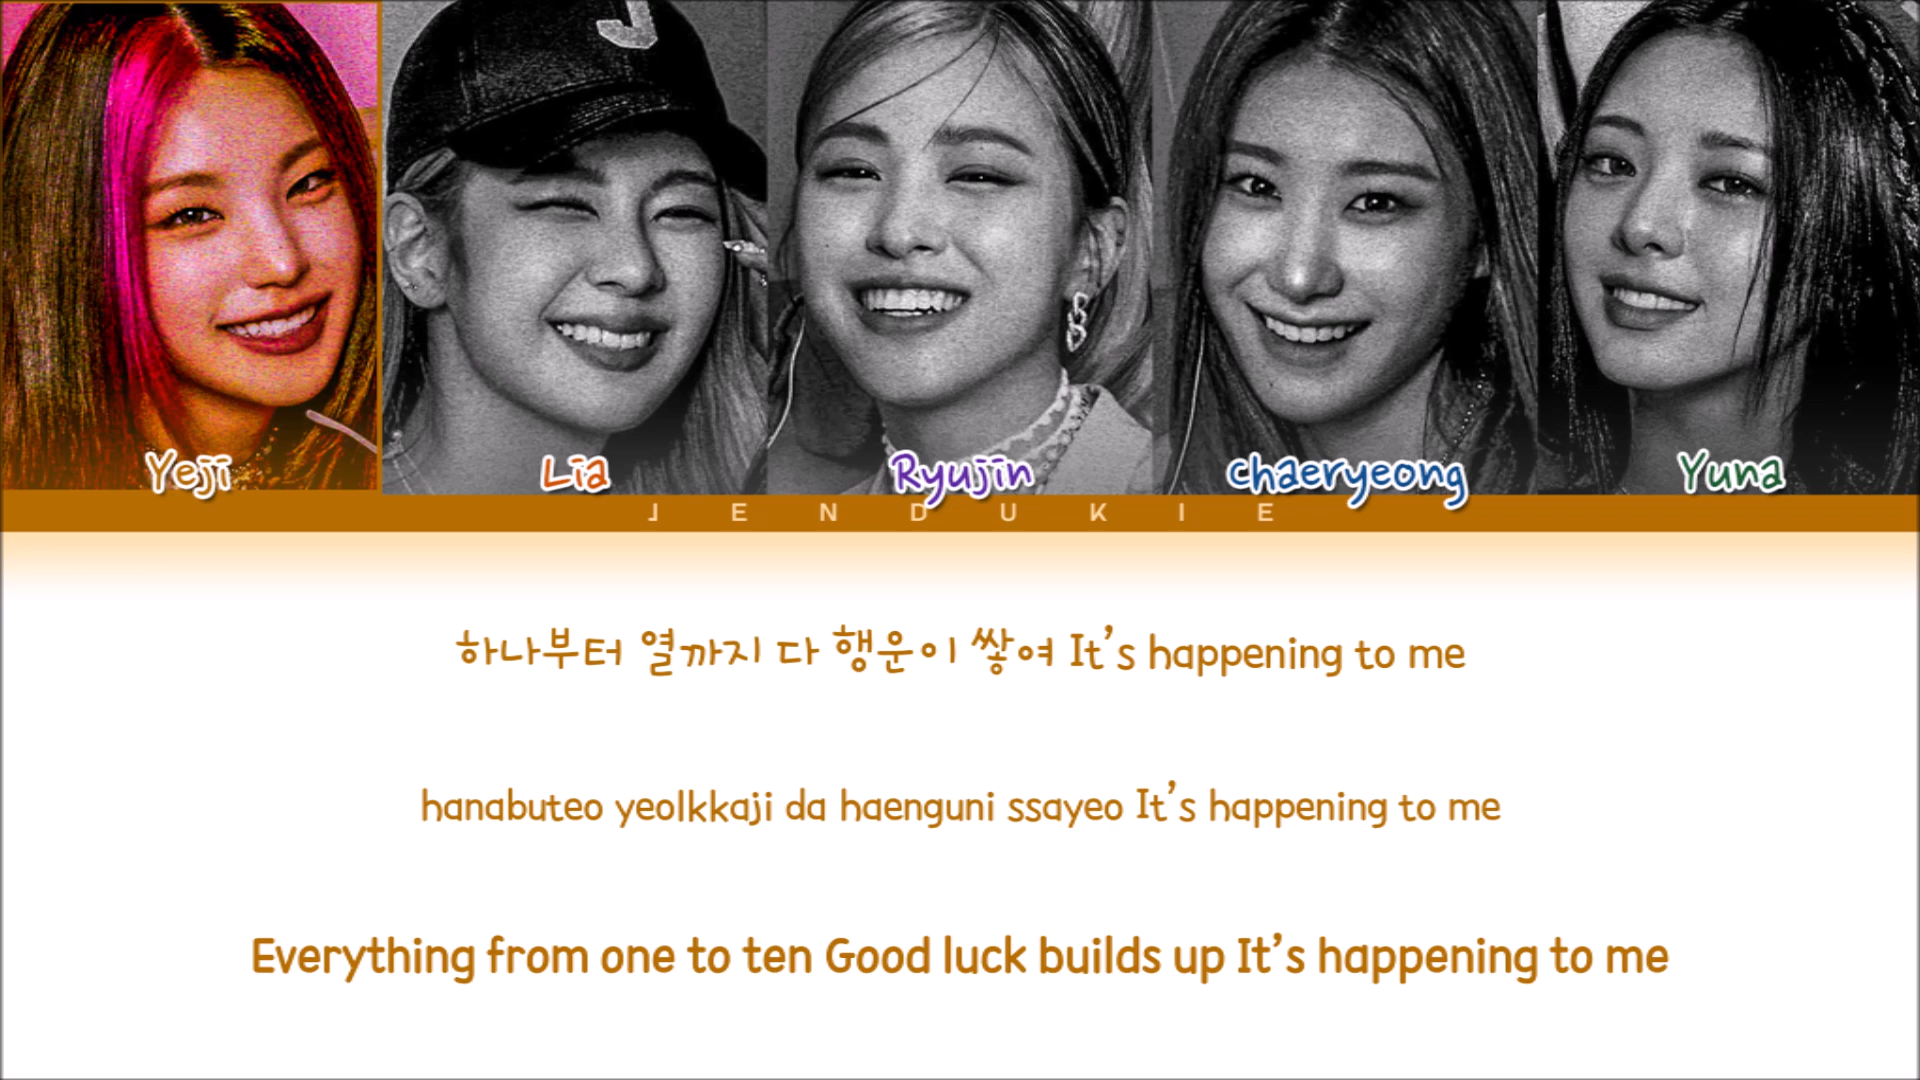 J
Yeji
Lia
Ryujin
chaeryeong
Yuna
JENDUKIE
하나부터 열까지 다 행운이 쌓여 It's happening to me
hanabuteo yeolkkaji da haenguni ssayeo It's happening to me
Everything from one to ten Good luck builds up It's happening to me